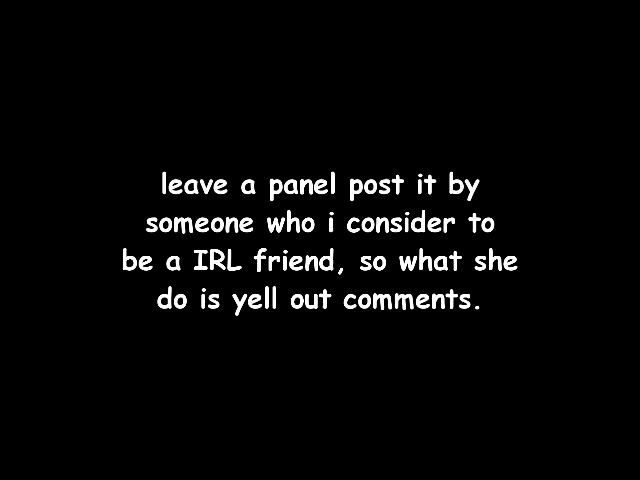 leave a panel post it by
someone who i consider to
be a IRL friend, so what she
do is yell out comments.